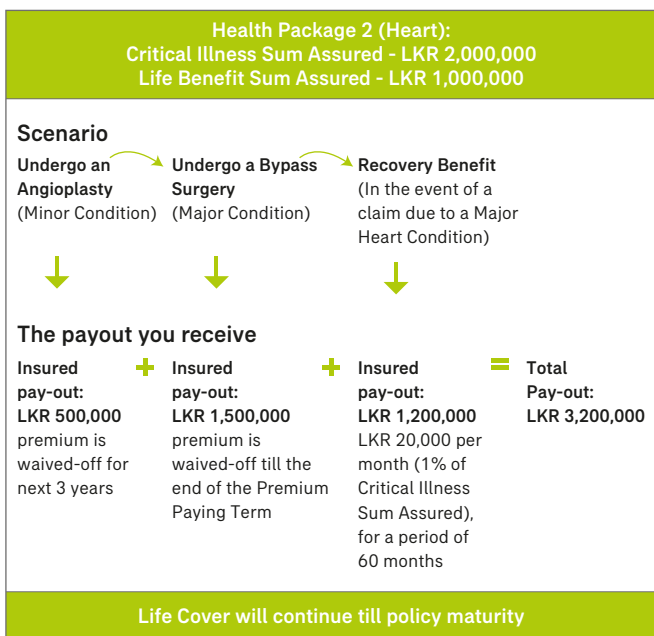 Health Package 2 (Heart):
Critical Illness Sum Assured - LKR 2,000,000
Life Benefit Sum Assured - LKR 1,000,000
Scenario
Undergo an
Angioplasty
(Minor Condition)
Undergo a Bypass
Surgery
(Major Condition)
Recovery Benefit
(In the event of a
claim due to a Major
Heart Condition)
The payout you receive
Insured
pay-out:
LKR 500,000
premium is
waived-off for
next 3 years
+
Insured
pay-out:
LKR 1,500,000
premium is
waived-off till the
end of the Premium
Paying Term
+
Insured
pay-out:
LKR 1,200,000
LKR 20,000 per
month (1% of
Critical Illness
Sum Assured),
for a period of
60 months
=
Total
Pay-out:
LKR 3,200,000
Life Cover will continue till policy maturity